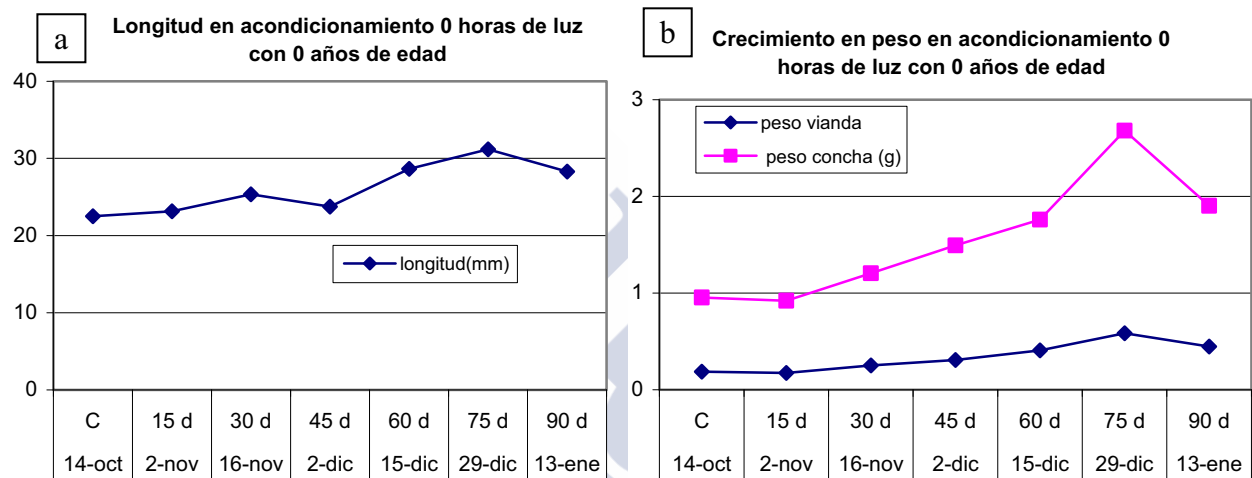 a
Longitud en acondicionamiento 0 horas de luz
con 0 años de edad
40
30
20
10
0
longitud(mm)
C 15 d 30 d 45 d 60 d 75 d 90 d
14-oct 2-nov 16-nov 2-dic 15-dic 29-dic 13-ene
b
Crecimiento en peso en acondicionamiento 0
horas de luz con 0 años de edad
3
2
1
0
peso vianda
peso concha (g)
C 15 d 30 d 45 d 60 d 75 d 90 d
14-oct 2-nov 16-nov 2-dic 15-dic 29-dic 13-ene